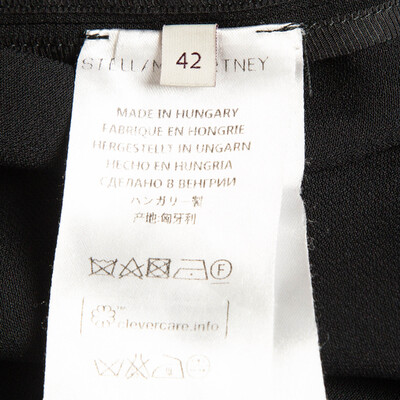 42
STELLA McCARTNEY
MADE IN HUNGARY
FABRIQUE EN HONGRIE
HERGESTELLT IN UNGARN
HECHO EN HUNGRIA
СДЕЛАНО В ВЕНГРИИ
ハンガリー製
产地:匈牙利
F
clevercare.info